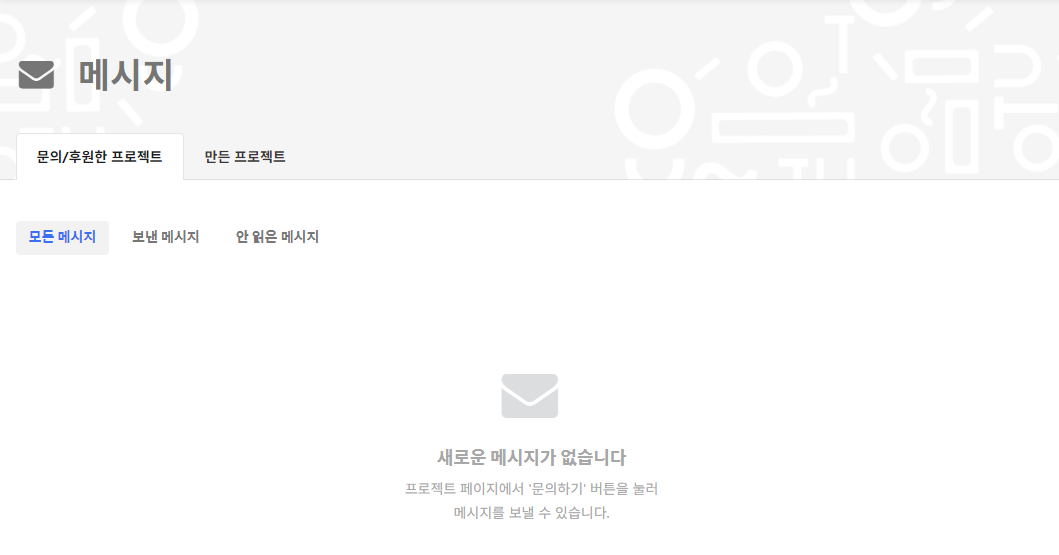 메시지
문의/후원한 프로젝트 만든 프로젝트
모든 메시지 보낸 메시지 안 읽은 메시지
새로운 메시지가 없습니다
프로젝트 페이지에서 '문의하기' 버튼을 눌러
메시지를 보낼 수 있습니다.